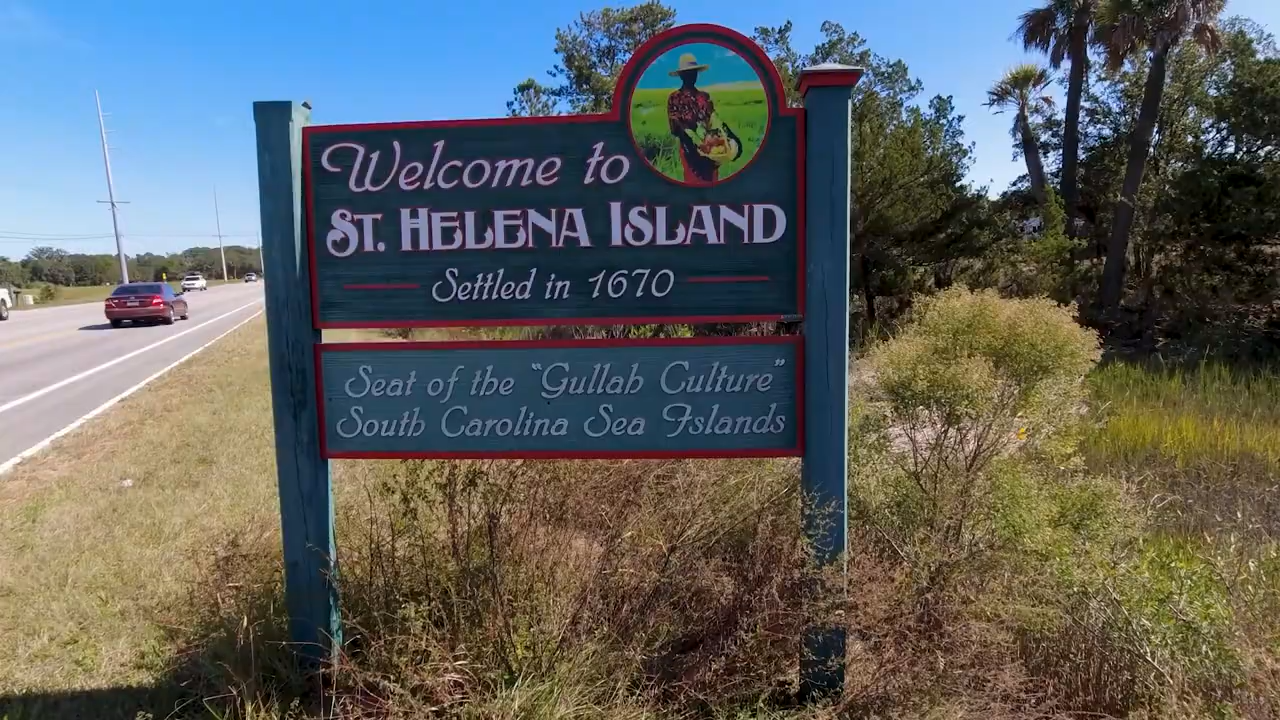 Welcome to
ST. HELENA ISLAND
Settled in 1670
Seat of the "Gullah Culture"
South Carolina Sea Islands